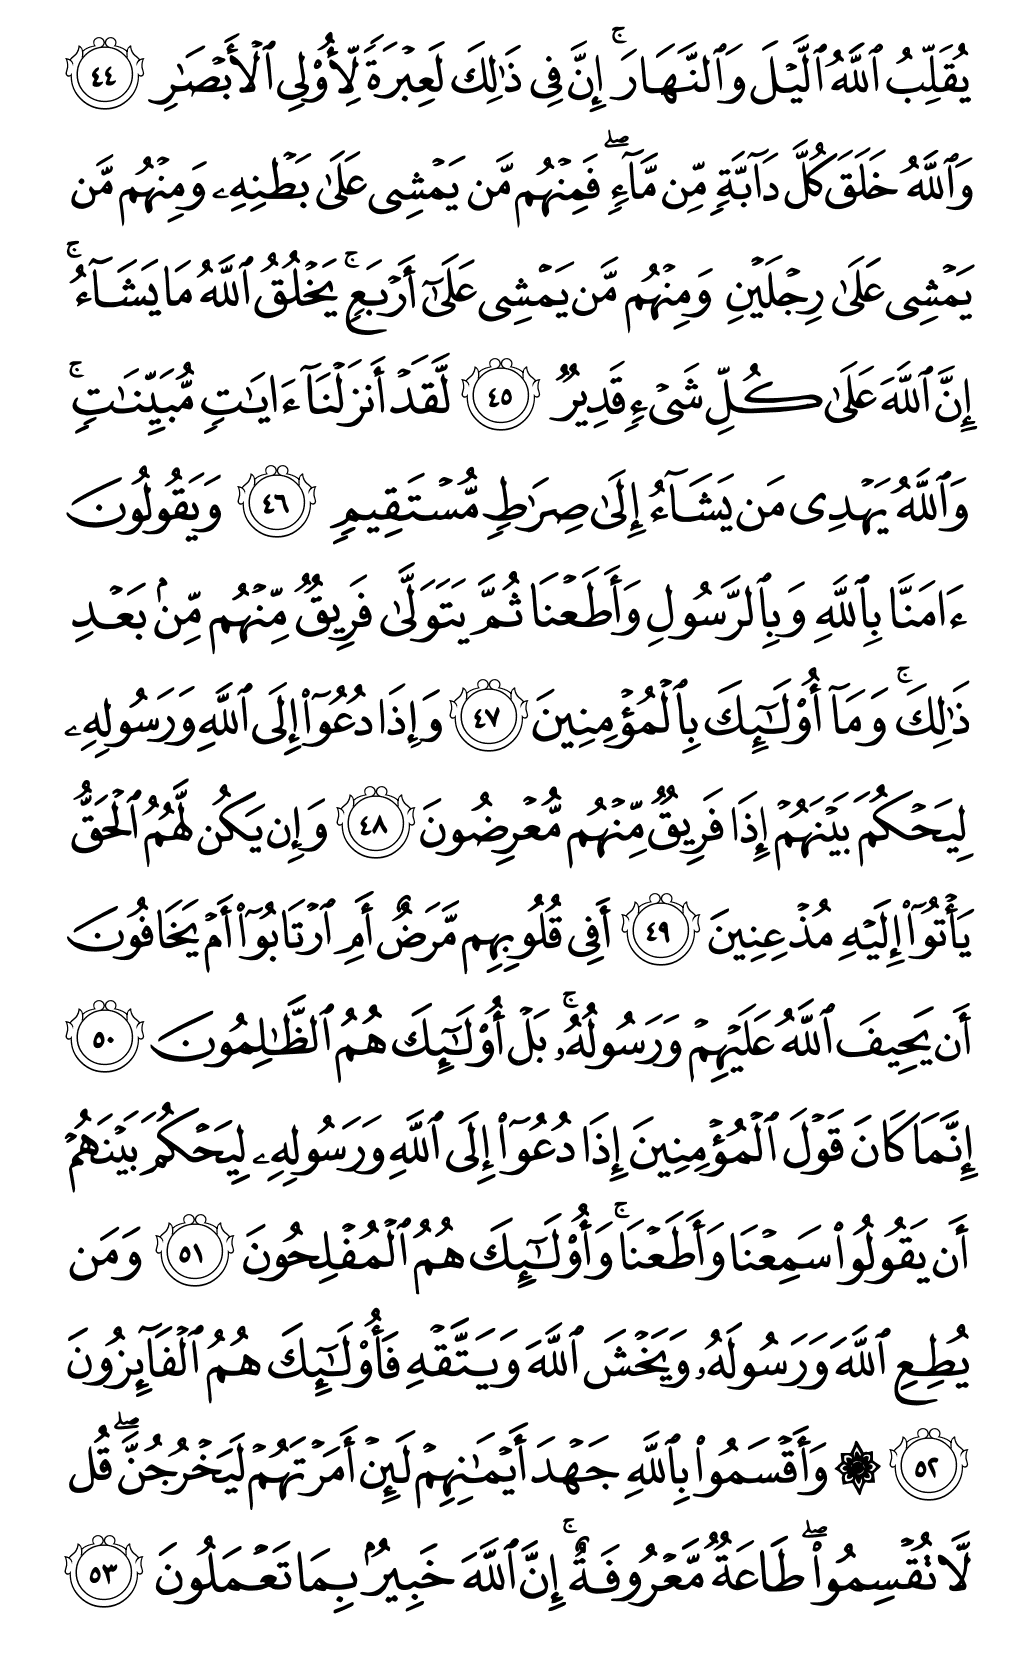 يُقَلِّبُ ٱللَّهُ ٱلَّيۡلَ وَٱلنَّهَارَۚ إِنَّ فِي ذَٰلِكَ لَعِبۡرَةٗ لِّأُوْلِي ٱلۡأَبۡصَٰرِ ٤٤
وَٱللَّهُ خَلَقَ كُلَّ دَآبَّةٖ مِّن مَّآءٖۖ فَمِنۡهُم مَّن يَمۡشِي عَلَىٰ بَطۡنِهِۦ وَمِنۡهُم مَّن
يَمۡشِي عَلَىٰ رِجۡلَيۡنِ وَمِنۡهُم مَّن يَمۡشِي عَلَىٰٓ أَرۡبَعٖۚ يَخۡلُقُ ٱللَّهُ مَا يَشَآءُۚ
إِنَّ ٱللَّهَ عَلَىٰ كُلِّ شَيۡءٖ قَدِيرٞ ٤٥ لَّقَدۡ أَنزَلۡنَآ ءَايَٰتٖ مُّبَيِّنَٰتٖۚ
وَٱللَّهُ يَهۡدِي مَن يَشَآءُ إِلَىٰ صِرَٰطٖ مُّسۡتَقِيمٖ ٤٦ وَيَقُولُونَ
ءَامَنَّا بِٱللَّهِ وَبِٱلرَّسُولِ وَأَطَعۡنَا ثُمَّ يَتَوَلَّىٰ فَرِيقٞ مِّنۡهُم مِّنۢ بَعۡدِ
ذَٰلِكَۚ وَمَآ أُوْلَٰٓئِكَ بِٱلۡمُؤۡمِنِينَ ٤٧ وَإِذَا دُعُوٓاْ إِلَى ٱللَّهِ وَرَسُولِهِۦ
لِيَحۡكُمَ بَيۡنَهُمۡ إِذَا فَرِيقٞ مِّنۡهُم مُّعۡرِضُونَ ٤٨ وَإِن يَكُن لَّهُمُ ٱلۡحَقُّ
يَأۡتُوٓاْ إِلَيۡهِ مُذۡعِنِينَ ٤٩ أَفِي قُلُوبِهِم مَّرَضٌ أَمِ ٱرۡتَابُوٓاْ أَمۡ يَخَافُونَ
أَن يَحِيفَ ٱللَّهُ عَلَيۡهِمۡ وَرَسُولُهُۥۚ بَلۡ أُوْلَٰٓئِكَ هُمُ ٱلظَّٰلِمُونَ ٥٠
إِنَّمَا كَانَ قَوۡلَ ٱلۡمُؤۡمِنِينَ إِذَا دُعُوٓاْ إِلَى ٱللَّهِ وَرَسُولِهِۦ لِيَحۡكُمَ بَيۡنَهُمۡ
أَن يَقُولُواْ سَمِعۡنَا وَأَطَعۡنَاۚ وَأُوْلَٰٓئِكَ هُمُ ٱلۡمُفۡلِحُونَ ٥١ وَمَن
يُطِعِ ٱللَّهَ وَرَسُولَهُۥ وَيَخۡشَ ٱللَّهَ وَيَتَّقۡهِ فَأُوْلَٰٓئِكَ هُمُ ٱلۡفَآئِزُونَ
٥٢ ۞ وَأَقۡسَمُواْ بِٱللَّهِ جَهۡدَ أَيۡمَٰنِهِمۡ لَئِنۡ أَمَرۡتَهُمۡ لَيَخۡرُجُنَّۖ قُل
لَّا تُقۡسِمُواْۖ طَاعَةٞ مَّعۡرُوفَةٌۚ إِنَّ ٱللَّهَ خَبِيرُۢ بِمَا تَعۡمَلُونَ ٥٣